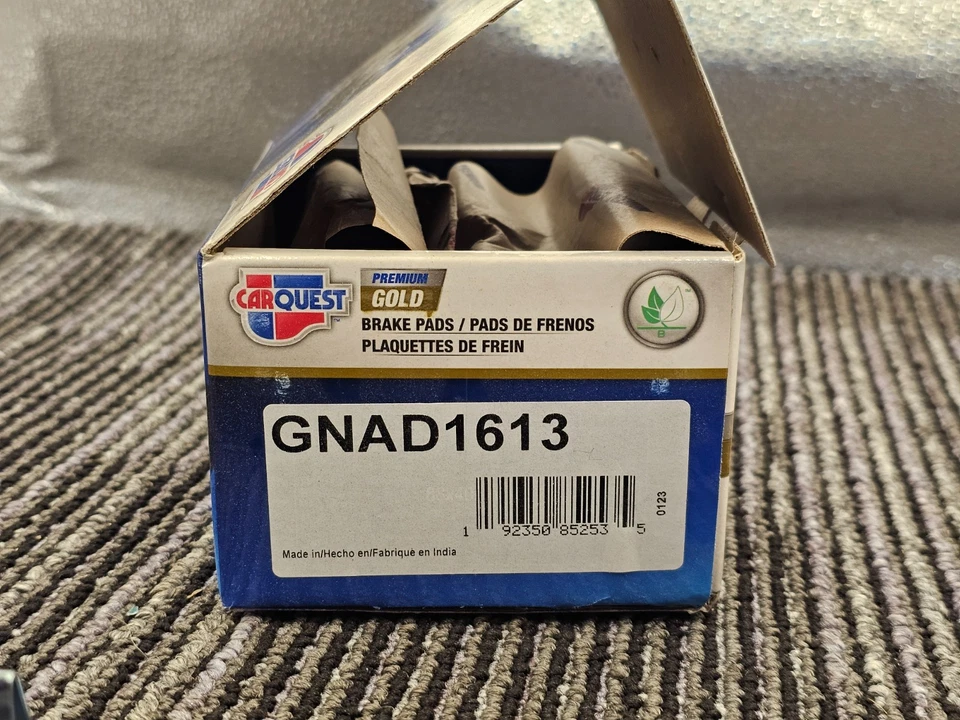 CARQUEST
PREMIUM
GOLD
BRAKE PADS / PADS DE FRENOS
PLAQUETTES DE FREIN
B
GNAD1613
1 92350 85253 5
0123
Made in/Hecho en/Fabriqué en India